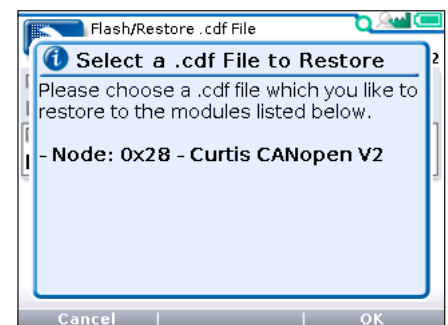 Flash/Restore .cdf File
Select a .cdf File to Restore
2
Please choose a .cdf file which you like to
restore to the modules listed below.
- Node: 0x28 - Curtis CANopen V2
Cancel
OK